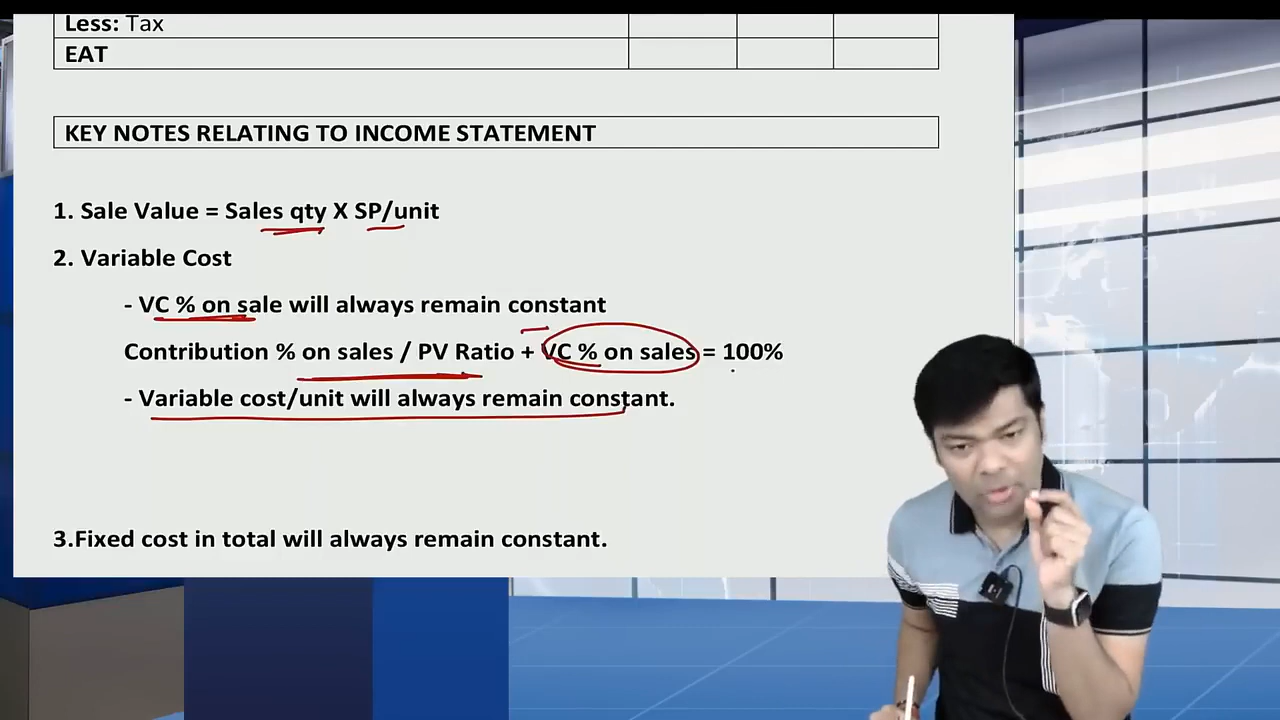 Less: Tax
EAT
KEY NOTES RELATING TO INCOME STATEMENT
1. Sale Value = Sales qty X SP/unit
2. Variable Cost
- VC % on sale will always remain constant
Contribution % on sales / PV Ratio + VC % on sales = 100%
- Variable cost/unit will always remain constant.
3.Fixed cost in total will always remain constant.